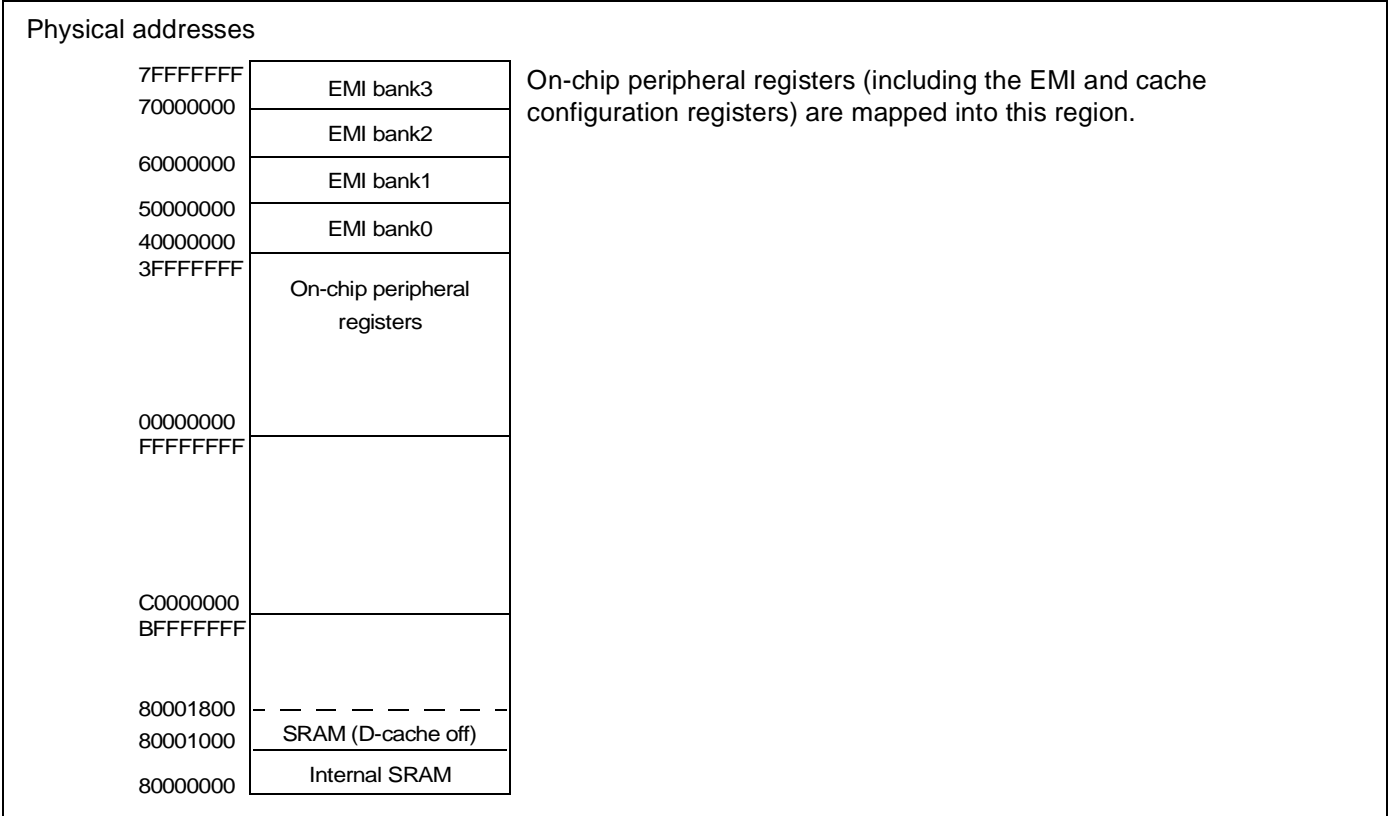 Physical addresses
7FFFFFFF
EMI bank3
On-chip peripheral registers (including the EMI and cache
configuration registers) are mapped into this region.
70000000
EMI bank2
60000000
EMI bank1
50000000
EMI bank0
40000000
3FFFFFFF
On-chip peripheral
registers
00000000
FFFFFFFF
C0000000
BFFFFFFF
80001800
SRAM (D-cache off)
80001000
Internal SRAM
80000000